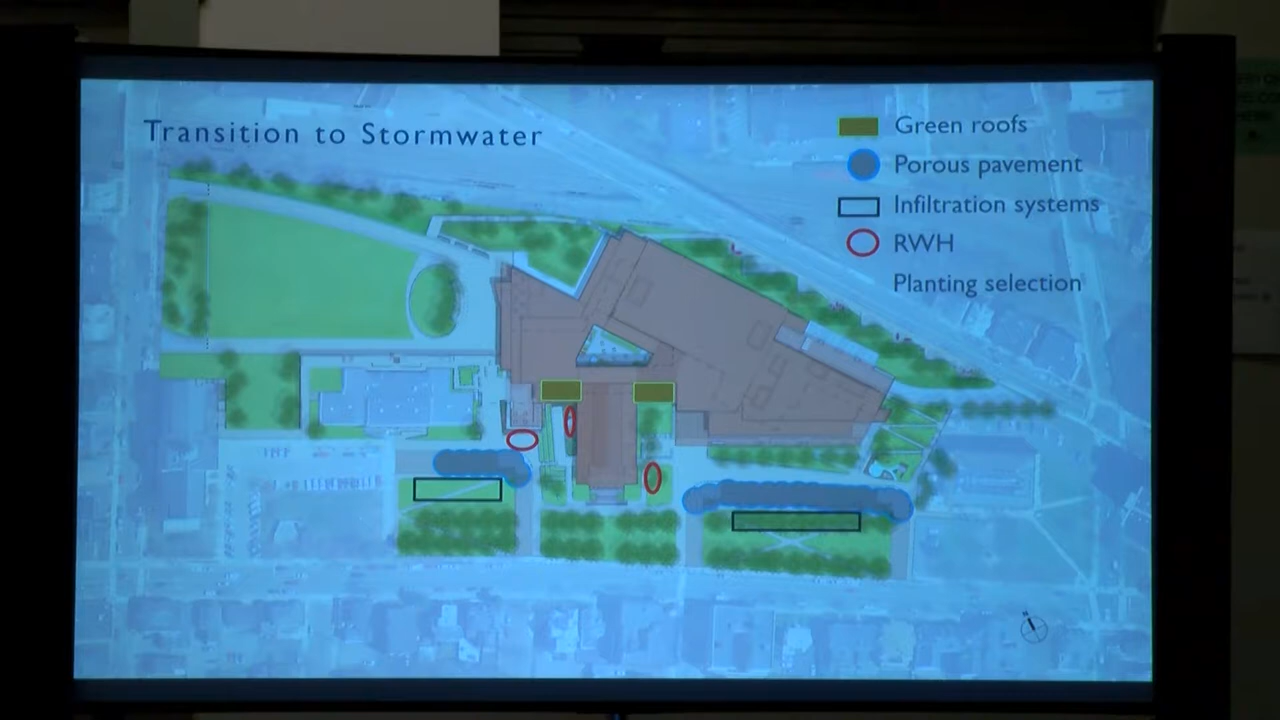 Transition to Stormwater
Green roofs
Porous pavement
Infiltration systems
RWH
Planting selection